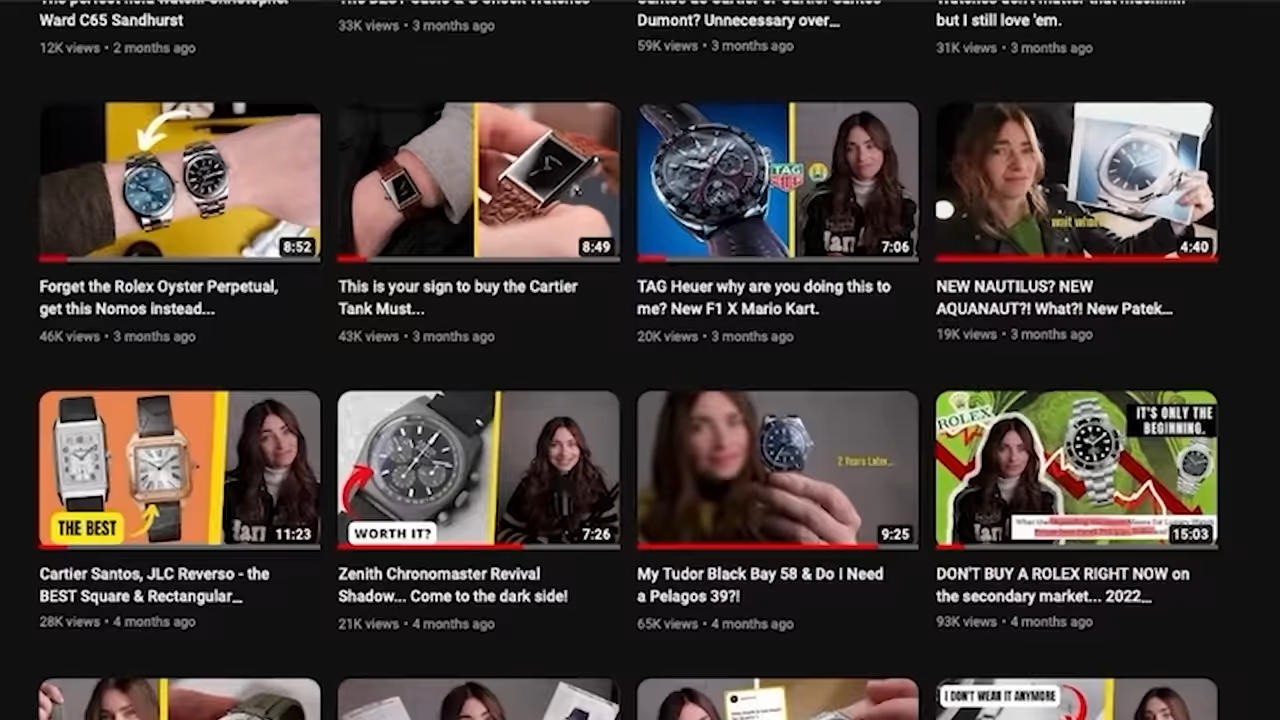 Ward C65 Sandhurst
12K views • 2 months ago
33K views • 3 months ago
Dumont? Unnecessary over...
59K views • 3 months ago
but I still love 'em.
31K views • 3 months ago
8:52
8:49
TAG
7:06
wait what
4:40
Forget the Rolex Oyster Perpetual,
get this Nomos instead...
46K views • 3 months ago
This is your sign to buy the Cartier
Tank Must...
43K views • 3 months ago
TAG Heuer why are you doing this to
me? New F1 X Mario Kart.
20K views • 3 months ago
NEW NAUTILUS? NEW
AQUANAUT?! What?! New Patek...
19K views • 3 months ago
THE BEST
11:23
WORTH IT?
7:26
2 Years Later...
9:25
ROLEX
IT'S ONLY THE
BEGINNING.
15:03
Cartier Santos, JLC Reverso - the
BEST Square & Rectangular...
28K views • 4 months ago
Zenith Chronomaster Revival
Shadow... Come to the dark side!
21K views • 4 months ago
My Tudor Black Bay 58 & Do I Need
a Pelagos 39?!
65K views • 4 months ago
DON'T BUY A ROLEX RIGHT NOW on
the secondary market... 2022...
93K views • 4 months ago
I DON'T WEAR IT ANYMORE